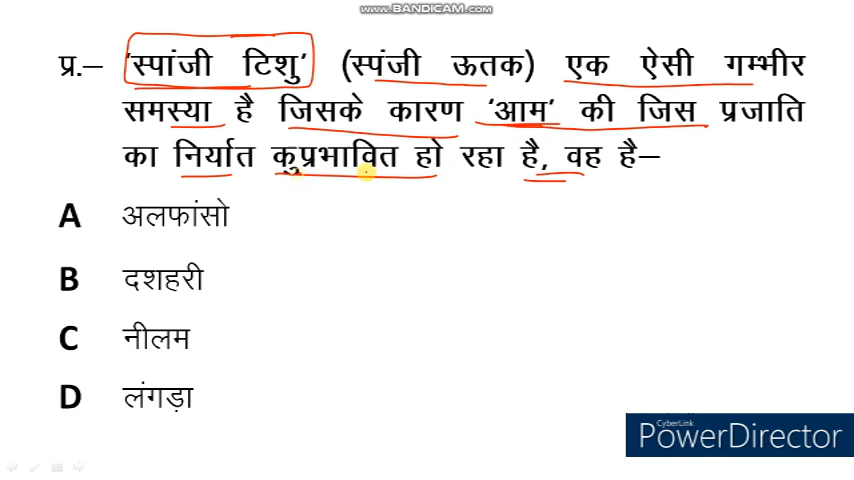 www.BANDICAM.com
प्र.– 'स्पांजी टिशु' (स्पंजी ऊतक) एक ऐसी गम्भीर
समस्या है जिसके कारण 'आम' की जिस प्रजाति
का निर्यात कुप्रभावित हो रहा है, वह है–
A अलफांसो
B दशहरी
C नीलम
D लंगड़ा
CyberLink
PowerDirector